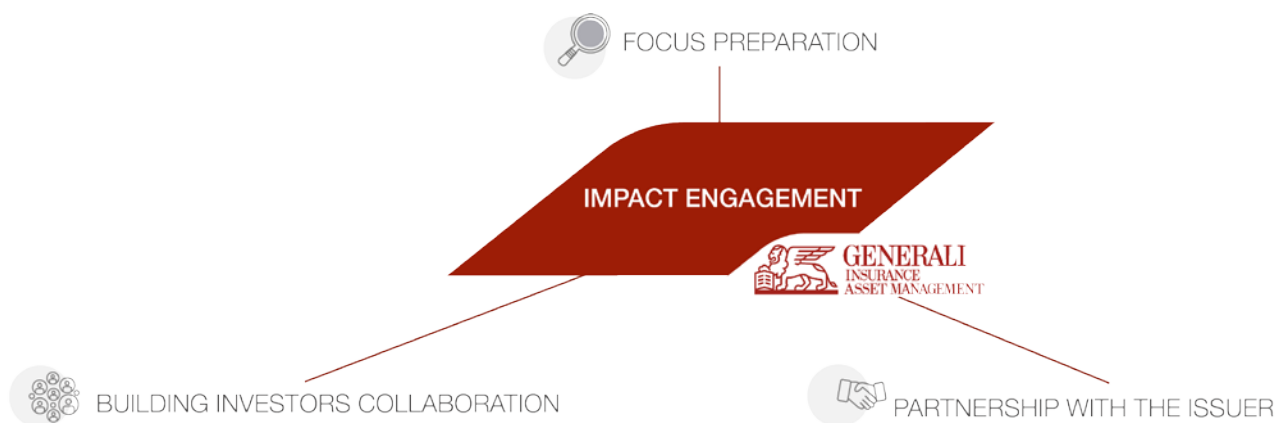 FOCUS PREPARATION
IMPACT ENGAGEMENT
GENERALI
INSURANCE
ASSET MANAGEMENT
BUILDING INVESTORS COLLABORATION
PARTNERSHIP WITH THE ISSUER